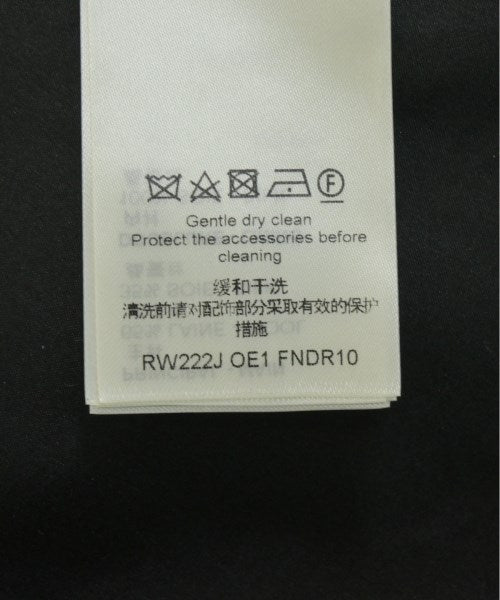 F
Gentle dry clean
Protect the accessories before
cleaning
缓和干洗
清洗前请对配饰部分采取有效的保护
措施
RW222J OE1 FNDR10